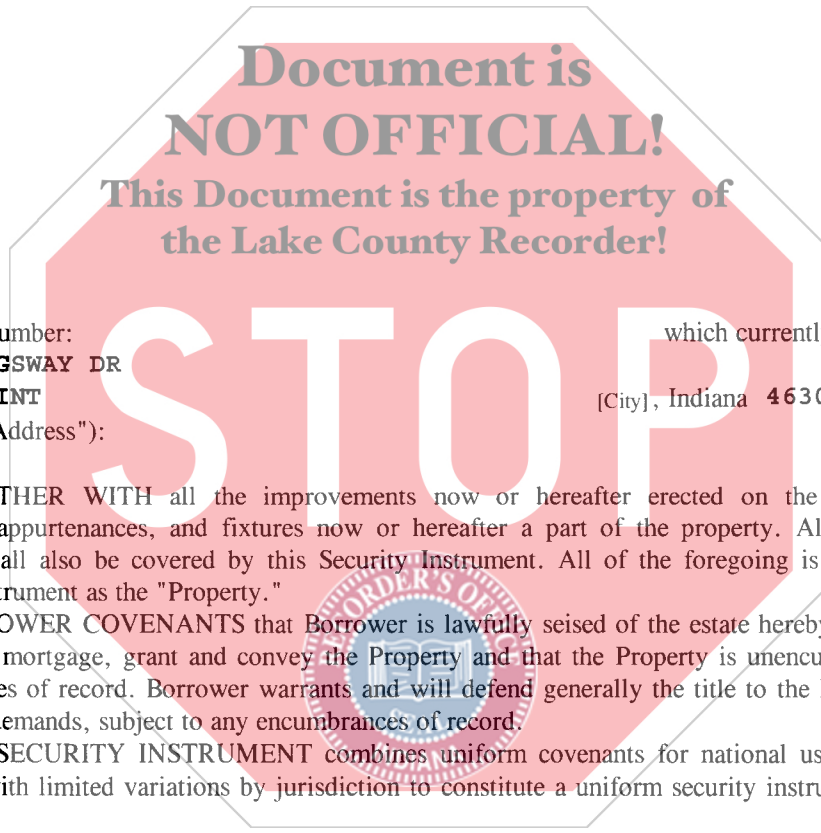 Document is
NOT OFFICIAL!
This Document is the property of
the Lake County Recorder!
STOP
umber: which currentl
GSWAY DR
INT [City], Indiana 4630
Address"):
THER WITH all the improvements now or hereafter erected on the
appurtenances, and fixtures now or hereafter a part of the property. Al
all also be covered by this Security Instrument. All of the foregoing is
trument as the "Property."
OWER COVENANTS that Borrower is lawfully seised of the estate hereby
mortgage, grant and convey the Property and that the Property is unencu
es of record. Borrower warrants and will defend generally the title to the
emands, subject to any encumbrances of record.
SECURITY INSTRUMENT combines uniform covenants for national us
ith limited variations by jurisdiction to constitute a uniform security instru
RECORDER'S OFFICE